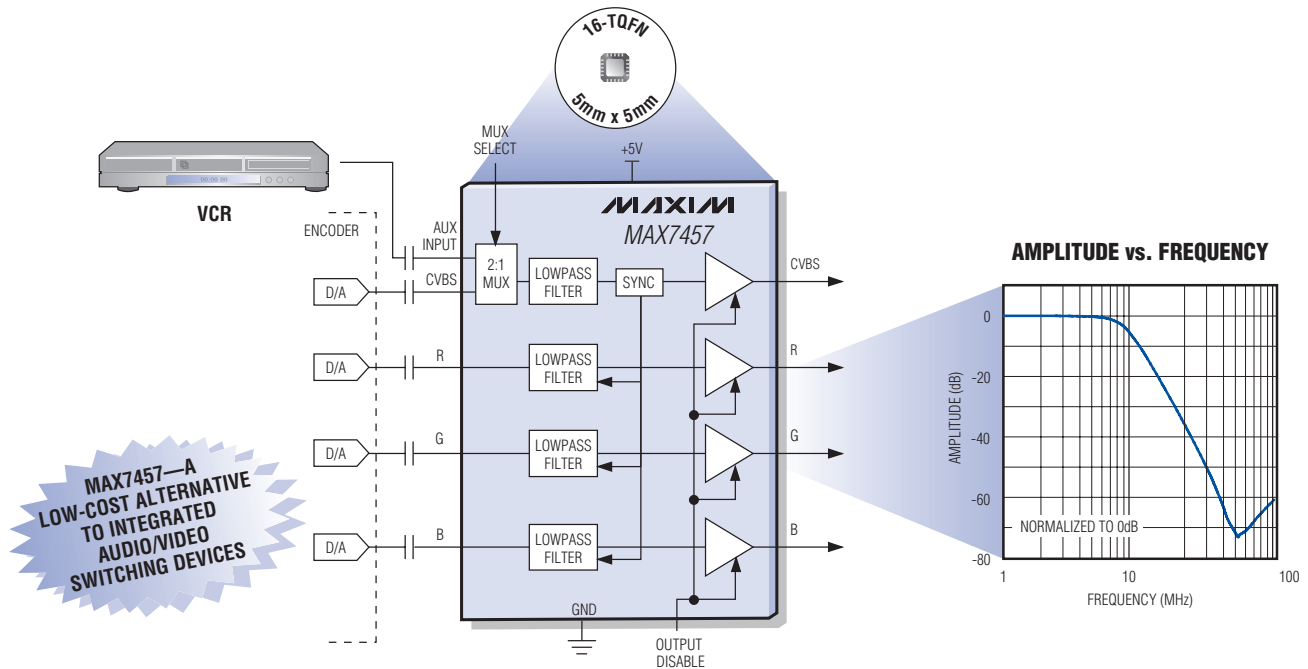 16-TQFN
5mm x 5mm
MUX
SELECT
+5V
VCR
00:00 00
ENCODER
AUX
INPUT
MAXIM
MAX7457
2:1
MUX
LOWPASS
FILTER
SYNC
CVBS
D/A
CVBS
D/A
R
LOWPASS
FILTER
R
D/A
G
LOWPASS
FILTER
G
D/A
B
LOWPASS
FILTER
B
GND
OUTPUT
DISABLE
MAX7457—A
LOW-COST ALTERNATIVE
TO INTEGRATED
AUDIO/VIDEO
SWITCHING DEVICES
AMPLITUDE vs. FREQUENCY
AMPLITUDE (dB)
0
-20
-40
-60
-80
NORMALIZED TO 0dB
1
10
100
FREQUENCY (MHz)